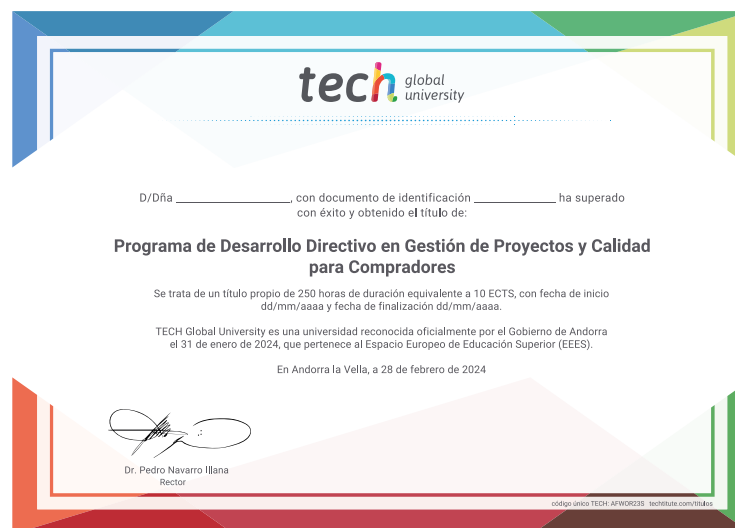 tech global
university
D/Dña ____________________, con documento de identificación ______________ ha superado
con éxito y obtenido el título de:
Programa de Desarrollo Directivo en Gestión de Proyectos y Calidad
para Compradores
Se trata de un título propio de 250 horas de duración equivalente a 10 ECTS, con fecha de inicio
dd/mm/aaaa y fecha de finalización dd/mm/aaaa.
TECH Global University es una universidad reconocida oficialmente por el Gobierno de Andorra
el 31 de enero de 2024, que pertenece al Espacio Europeo de Educación Superior (EEES).
En Andorra la Vella, a 28 de febrero de 2024
Dr. Pedro Navarro Illana
Rector
código único TECH: AFWOR23S techtitute.com/titulos